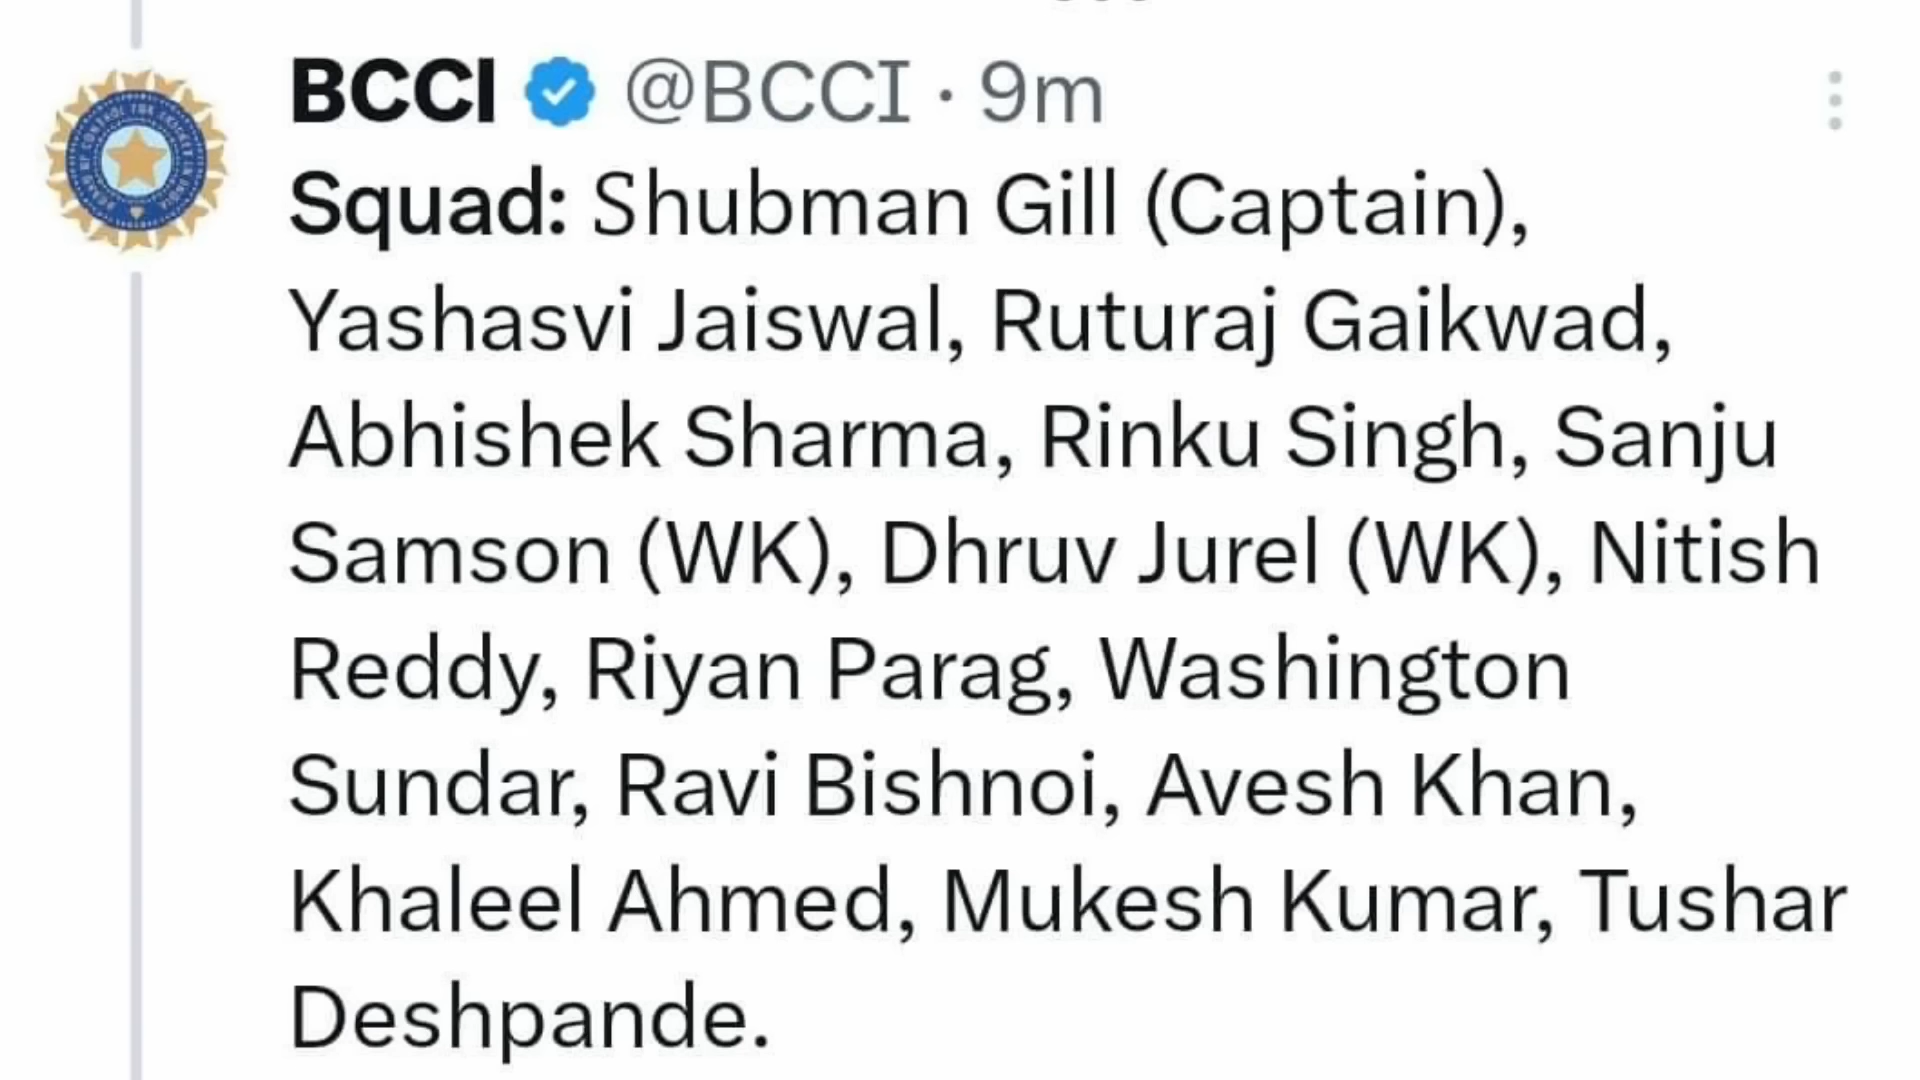 BCCI @BCCI · 9m
Squad: Shubman Gill (Captain),
Yashasvi Jaiswal, Ruturaj Gaikwad,
Abhishek Sharma, Rinku Singh, Sanju
Samson (WK), Dhruv Jurel (WK), Nitish
Reddy, Riyan Parag, Washington
Sundar, Ravi Bishnoi, Avesh Khan,
Khaleel Ahmed, Mukesh Kumar, Tushar
Deshpande.